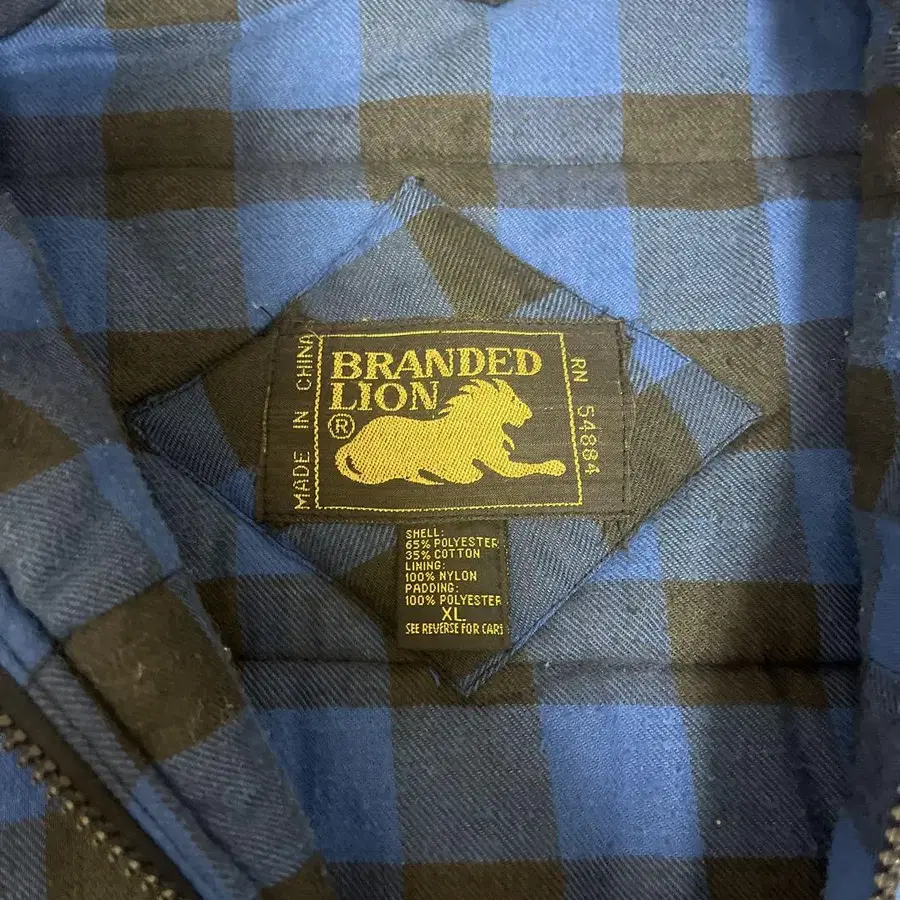 BRANDED
LION
®
MADE IN CHINA
RN 54884
SHELL:
65% POLYESTER
35% COTTON
LINING:
100% NYLON
PADDING:
100% POLYESTER
XL
SEE REVERSE FOR CARE